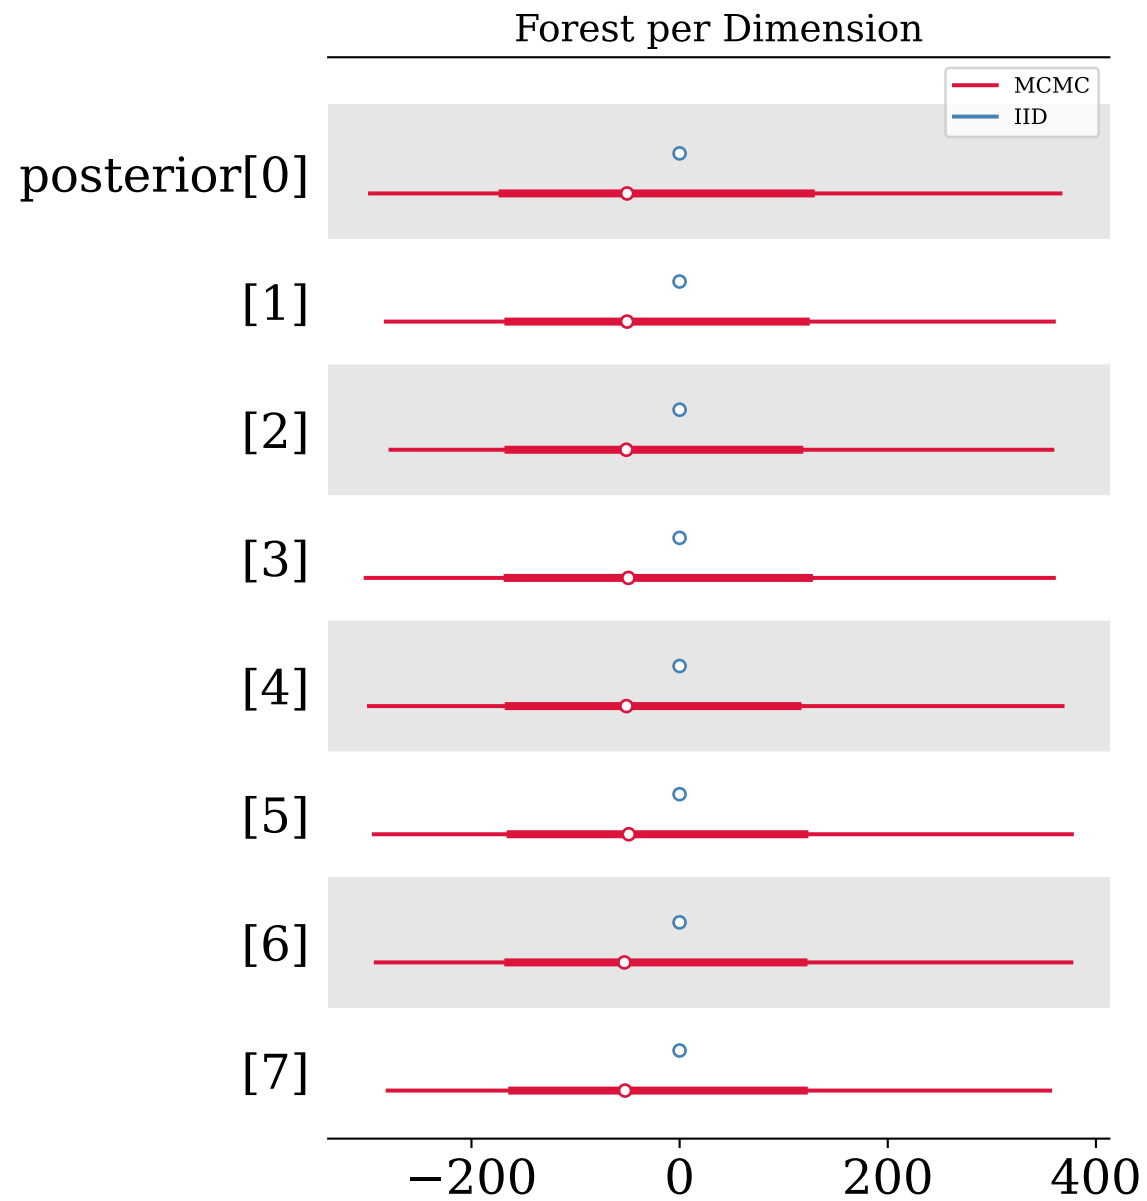 Forest per Dimension
MCMC
IID
posterior[0]
[1]
[2]
[3]
[4]
[5]
[6]
[7]
−200 0 200 400